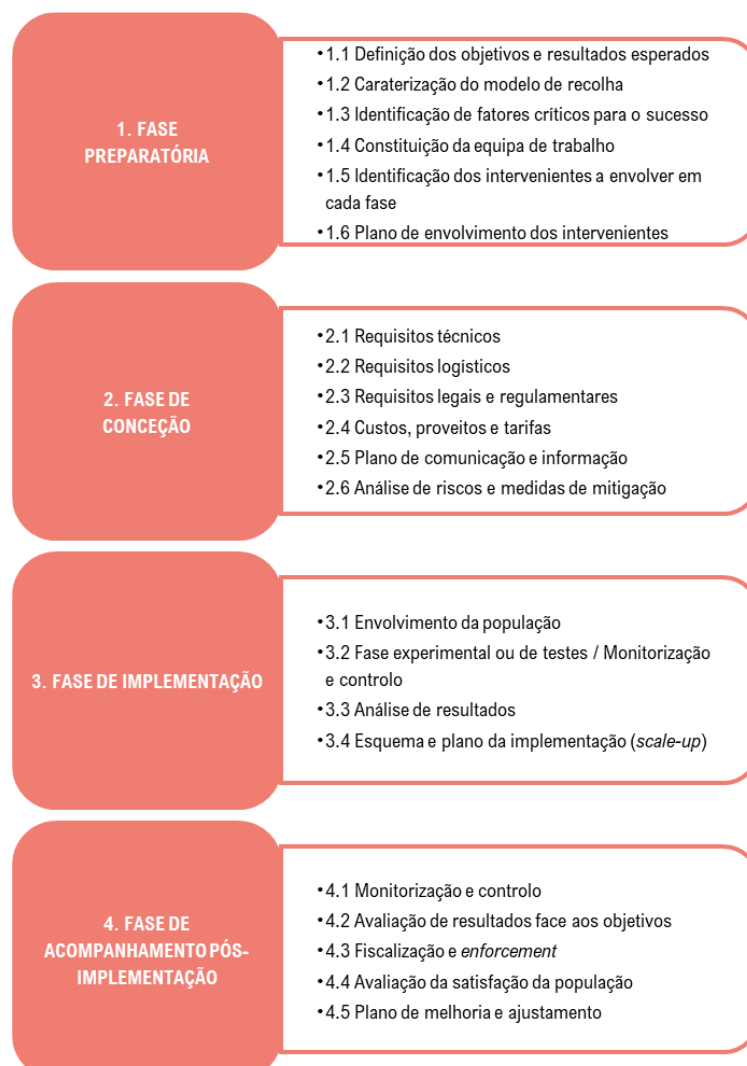 1. FASE
PREPARATÓRIA
•1.1 Definição dos objetivos e resultados esperados
•1.2 Caraterização do modelo de recolha
•1.3 Identificação de fatores críticos para o sucesso
•1.4 Constituição da equipa de trabalho
•1.5 Identificação dos intervenientes a envolver em
cada fase
•1.6 Plano de envolvimento dos intervenientes
2. FASE DE
CONCEÇÃO
•2.1 Requisitos técnicos
•2.2 Requisitos logísticos
•2.3 Requisitos legais e regulamentares
•2.4 Custos, proveitos e tarifas
•2.5 Plano de comunicação e informação
•2.6 Análise de riscos e medidas de mitigação
3. FASE DE IMPLEMENTAÇÃO
•3.1 Envolvimento da população
•3.2 Fase experimental ou de testes / Monitorização
e controlo
•3.3 Análise de resultados
•3.4 Esquema e plano da implementação (scale-up)
4. FASE DE
ACOMPANHAMENTO PÓS-
IMPLEMENTAÇÃO
•4.1 Monitorização e controlo
•4.2 Avaliação de resultados face aos objetivos
•4.3 Fiscalização e enforcement
•4.4 Avaliação da satisfação da população
•4.5 Plano de melhoria e ajustamento